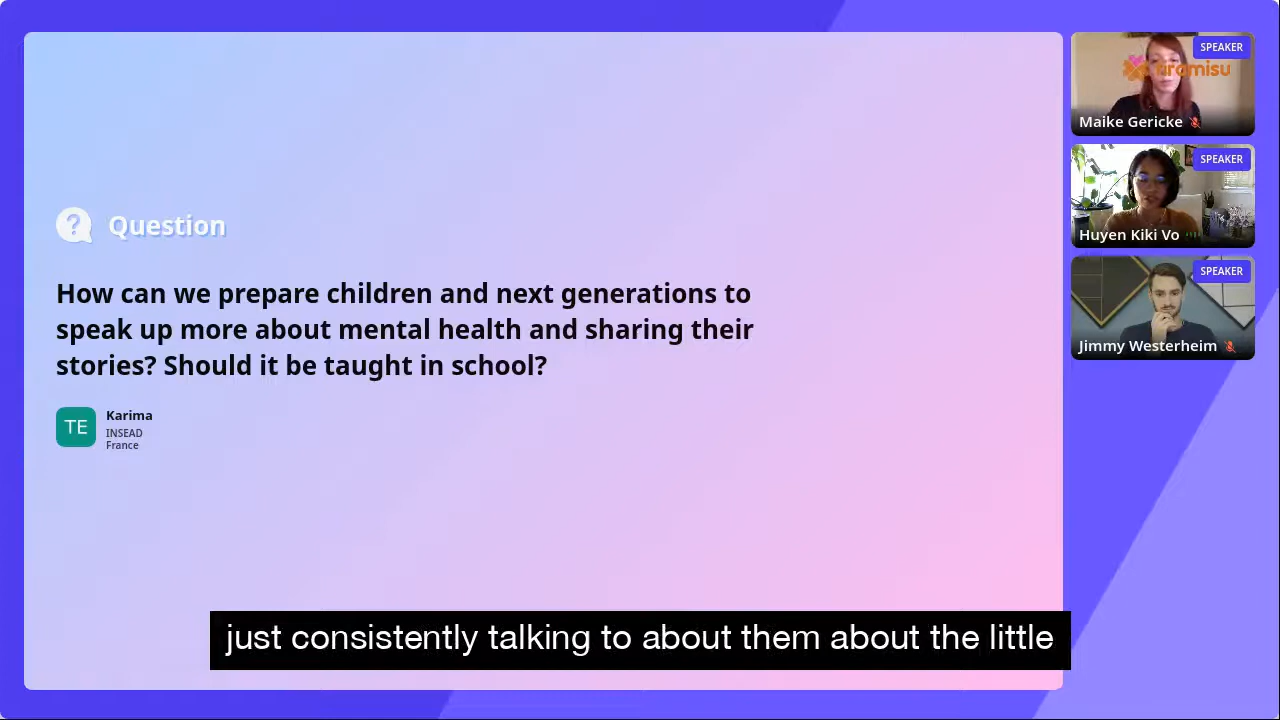 Question
How can we prepare children and next generations to
speak up more about mental health and sharing their
stories? Should it be taught in school?
TE
Karima
INSEAD
France
SPEAKER
tiramisu
Maike Gericke
SPEAKER
Huyen Kiki Vo
SPEAKER
Jimmy Westerheim
just consistently talking to about them about the little